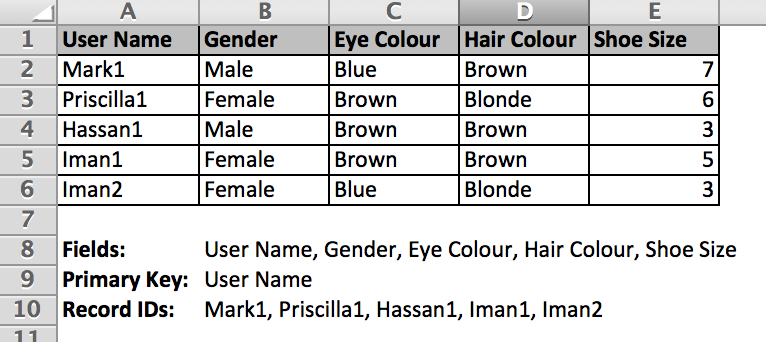 A B C D E
1 User Name Gender Eye Colour Hair Colour Shoe Size
2 Mark1 Male Blue Brown 7
3 Priscilla1 Female Brown Blonde 6
4 Hassan1 Male Brown Brown 3
5 Iman1 Female Brown Brown 5
6 Iman2 Female Blue Blonde 3
7
8 Fields: User Name, Gender, Eye Colour, Hair Colour, Shoe Size
9 Primary Key: User Name
10 Record IDs: Mark1, Priscilla1, Hassan1, Iman1, Iman2
11